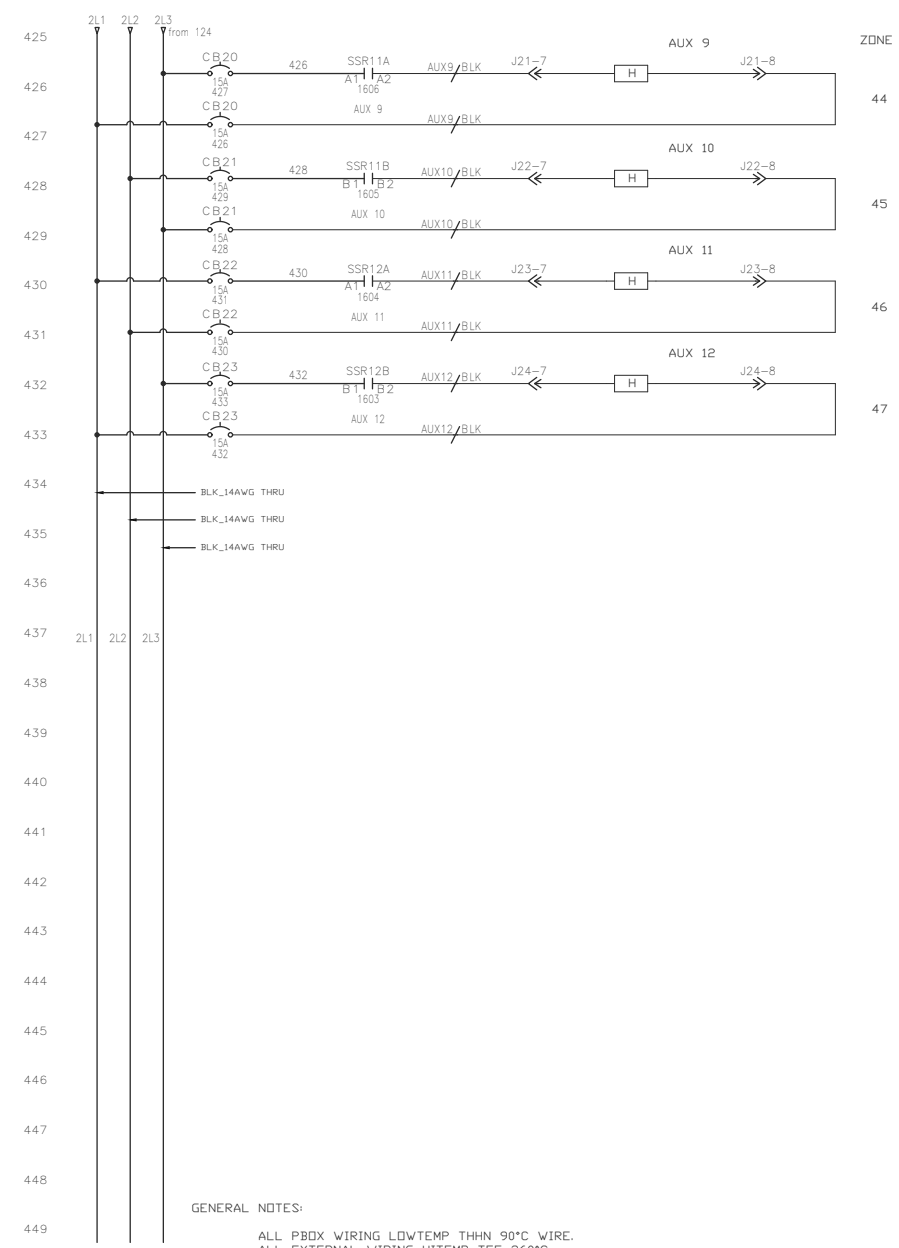 2L1 2L2 2L3
from 124
425
AUX 9
ZONE
CB20
426
SSR11A
AUX9 BLK
J21-7
J21-8
A1 A2
H
15A
427
1606
426
44
CB20
AUX 9
AUX9 BLK
15A
426
427
AUX 10
CB21
428
SSR11B
AUX10 BLK
J22-7
J22-8
B1 B2
H
15A
429
1605
428
45
CB21
AUX 10
AUX10 BLK
15A
428
429
AUX 11
CB22
430
SSR12A
AUX11 BLK
J23-7
J23-8
A1 A2
H
15A
431
1604
430
46
CB22
AUX 11
AUX11 BLK
15A
430
431
AUX 12
CB23
432
SSR12B
AUX12 BLK
J24-7
J24-8
B1 B2
H
15A
433
1603
432
47
CB23
AUX 12
AUX12 BLK
15A
432
433
434
BLK_14AWG THRU
BLK_14AWG THRU
435
BLK_14AWG THRU
436
437
2L1 2L2 2L3
438
439
440
441
442
443
444
445
446
447
448
GENERAL NOTES:
449
ALL PBOX WIRING LOWTEMP THHN 90°C WIRE.
ALL EXTERNAL WIRING HITEMP TFE 260°C